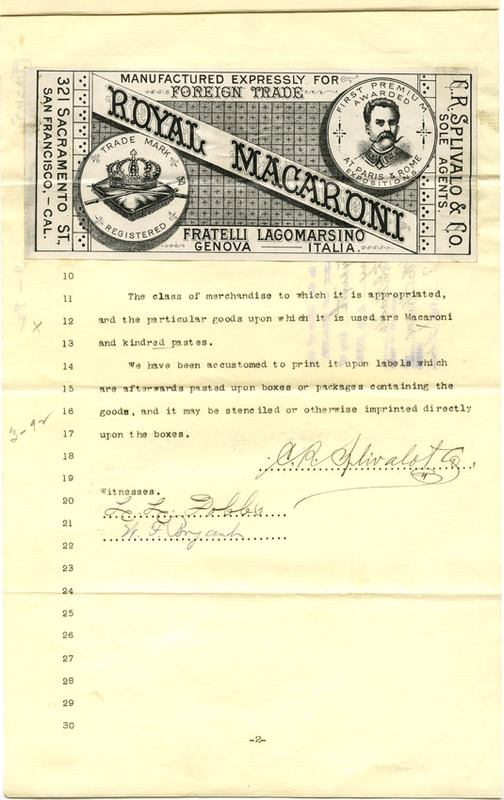 MANUFACTURED EXPRESSLY FOR
FOREIGN TRADE
ROYAL MACARONI
321 SACRAMENTO ST.
SAN FRANCISCO, - CAL.
TRADE MARK
REGISTERED
FIRST PREMIUM
AWARDED
AT PARIS & ROME
EXPOSITIONS
C.R. SPLIVALO & CO.
SOLE AGENTS.
FRATELLI LAGOMARSINO
GENOVA ITALIA.
10
11 The class of merchandise to which it is appropriated,
12 and the particular goods upon which it is used are Macaroni
13 and kindred pastes.
14 We have been accustomed to print it upon labels which
15 are afterwards pasted upon boxes or packages containing the
16 goods, and it may be stenciled or otherwise imprinted directly
17 upon the boxes.
18 C. R. Splivalo & Co.
19
Witnesses.
20 L. L. Dobbs
21 W. F. Bryant
22
23
24
25
26
27
28
29
30
-2-